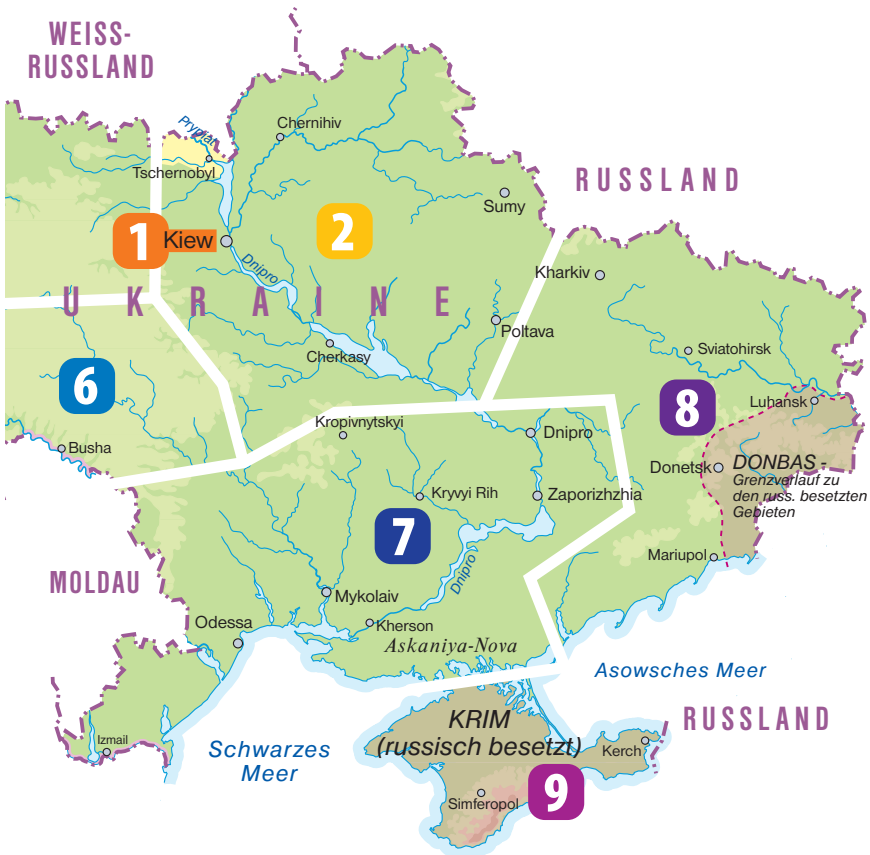 WEISS-
RUSSLAND
Prypjat
Chernihiv
Tschernobyl
RUSSLAND
Sumy
1
Kiew
2
Dnipro
Kharkiv
UKRAINE
Poltava
Cherkasy
Sviatohirsk
6
8
Luhansk
Kropivnytskyi
Dnipro
Busha
Donetsk
DONBAS -
Grenzverlauf zu
den russ. besetzten
Gebieten
Kryvyi Rih
Zaporizhzhia
7
Dnipro
Mariupol
MOLDAU
Mykolaiv
Odessa
Kherson
Askaniya-Nova
Asowsches Meer
KRIM
(russisch besetzt)
RUSSLAND
Izmail
Schwarzes
Meer
Kerch
Simferopol
9